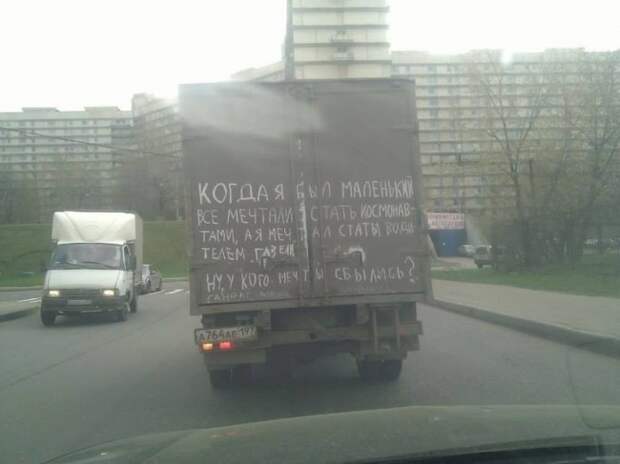 КОГДА Я БЫЛ МАЛЕНЬКИЙ
ВСЕ МЕЧТАЛИ СТАТЬ КОСМОНАВ-
ТАМИ, А Я МЕЧТАЛ СТАТЬ ВОДИ
ТЕЛЕМ ГАЗЕЛИ
НУ, У КОГО МЕЧТЫ СБЫЛИСЬ?